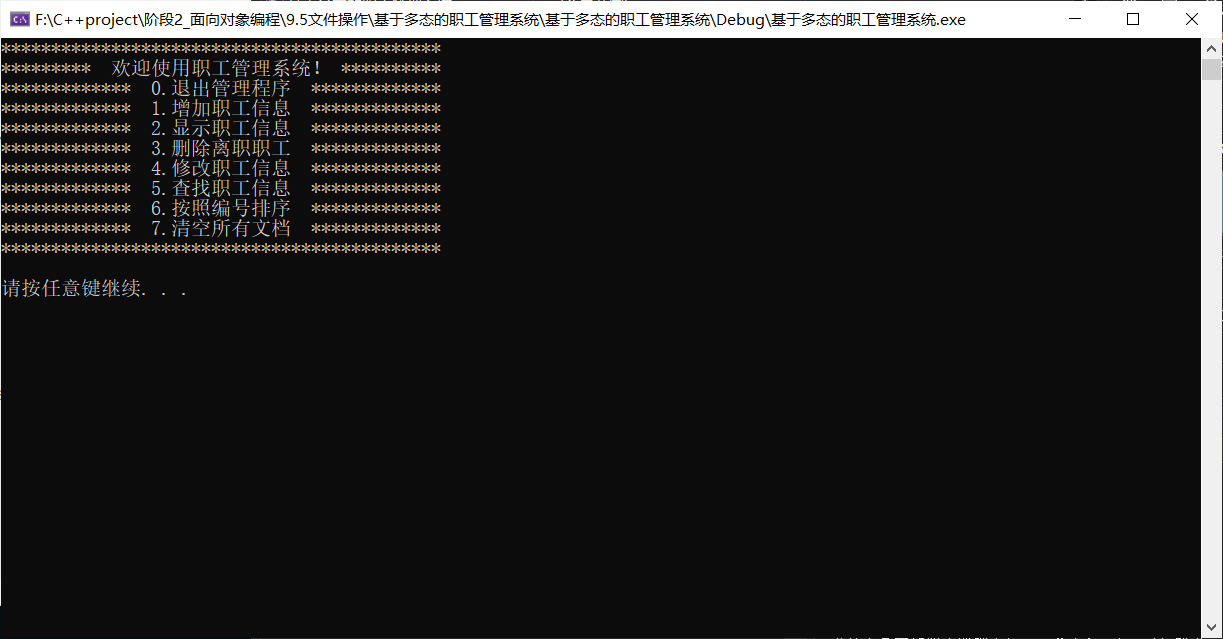 F:\C++project\阶段2_面向对象编程\9.5文件操作\基于多态的职工管理系统\基于多态的职工管理系统\Debug\基于多态的职工管理系统.exe
********************************************
*********  欢迎使用职工管理系统! **********
*************  0.退出管理程序  *************
*************  1.增加职工信息  *************
*************  2.显示职工信息  *************
*************  3.删除离职职工  *************
*************  4.修改职工信息  *************
*************  5.查找职工信息  *************
*************  6.按照编号排序  *************
*************  7.清空所有文档  *************
********************************************
请按任意键继续. . .